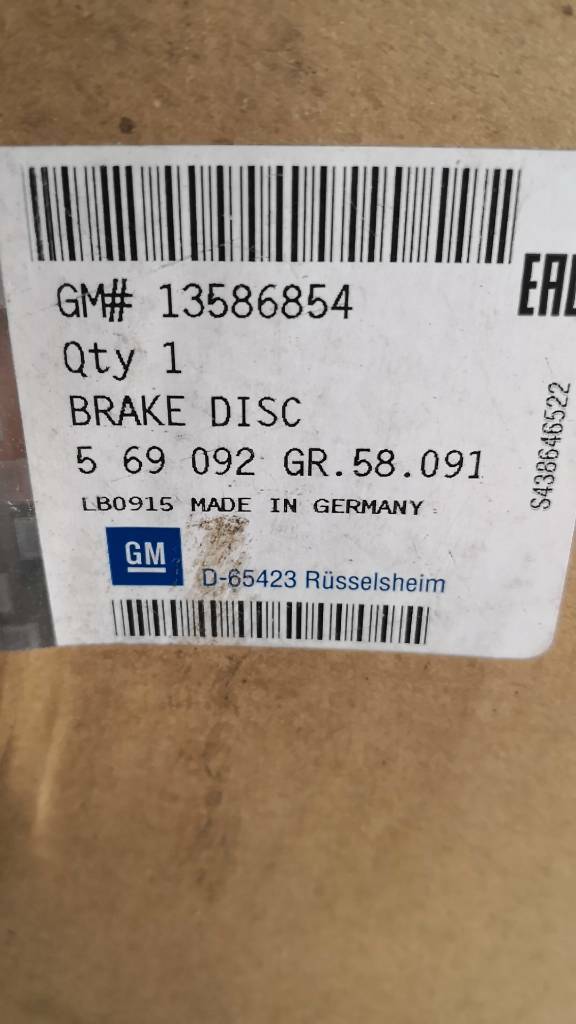 GM# 13586854
EAC
Qty 1
BRAKE DISC
5 69 092 GR.58.091
LB0915 MADE IN GERMANY
S438646522
GM
D-65423 Rüsselsheim